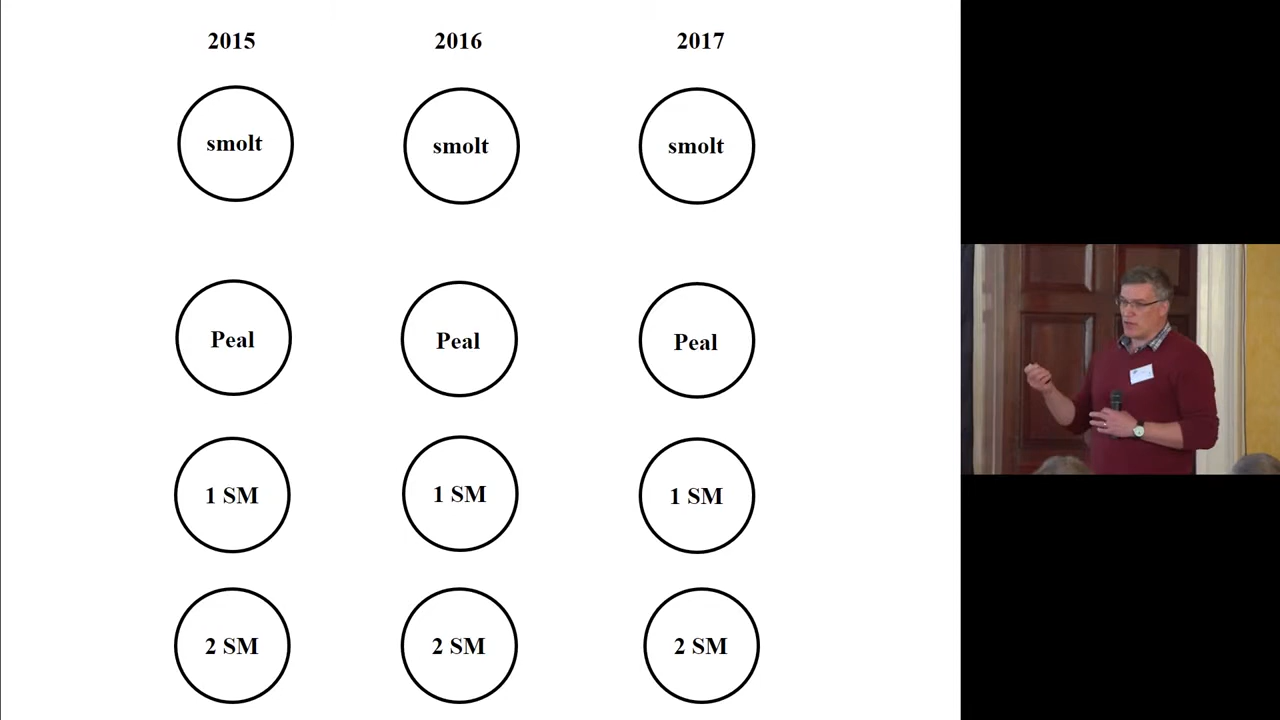 2015 2016 2017
smolt smolt smolt
Peal Peal Peal
1 SM 1 SM 1 SM
2 SM 2 SM 2 SM